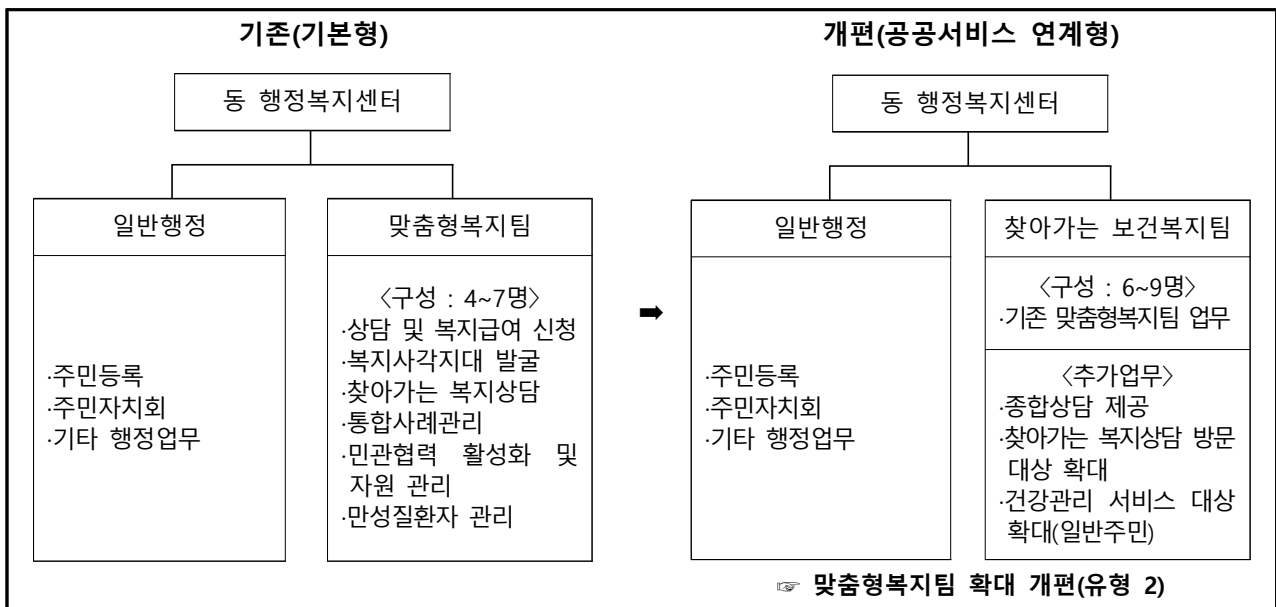 기존(기본형)
동 행정복지센터
일반행정
·주민등록
·주민자치회
·기타 행정업무
맞춤형복지팀
〈구성 : 4~7명〉
·상담 및 복지급여 신청
·복지사각지대 발굴
·찾아가는 복지상담
·통합사례관리
·민관협력 활성화 및
자원 관리
·만성질환자 관리
➡
개편(공공서비스 연계형)
동 행정복지센터
일반행정
·주민등록
·주민자치회
·기타 행정업무
찾아가는 보건복지팀
〈구성 : 6~9명〉
·기존 맞춤형복지팀 업무
〈추가업무〉
·종합상담 제공
·찾아가는 복지상담 방문
대상 확대
·건강관리 서비스 대상
확대(일반주민)
☞ 맞춤형복지팀 확대 개편(유형 2)